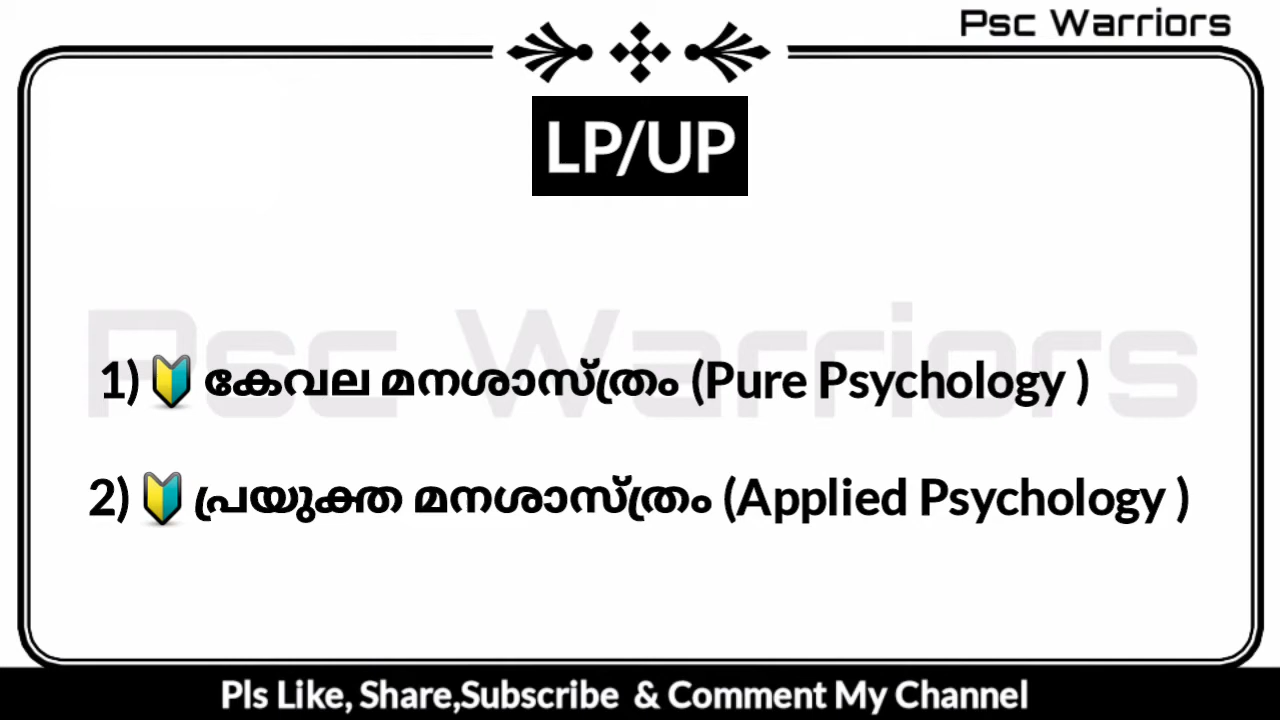 Psc Warriors
LP/UP
Psc Warriors
1)🔰 കേവല മനശാസ്ത്രം (Pure Psychology )
2)🔰 പ്രയുക്ത മനശാസ്ത്രം (Applied Psychology )
Pls Like, Share,Subscribe & Comment My Channel